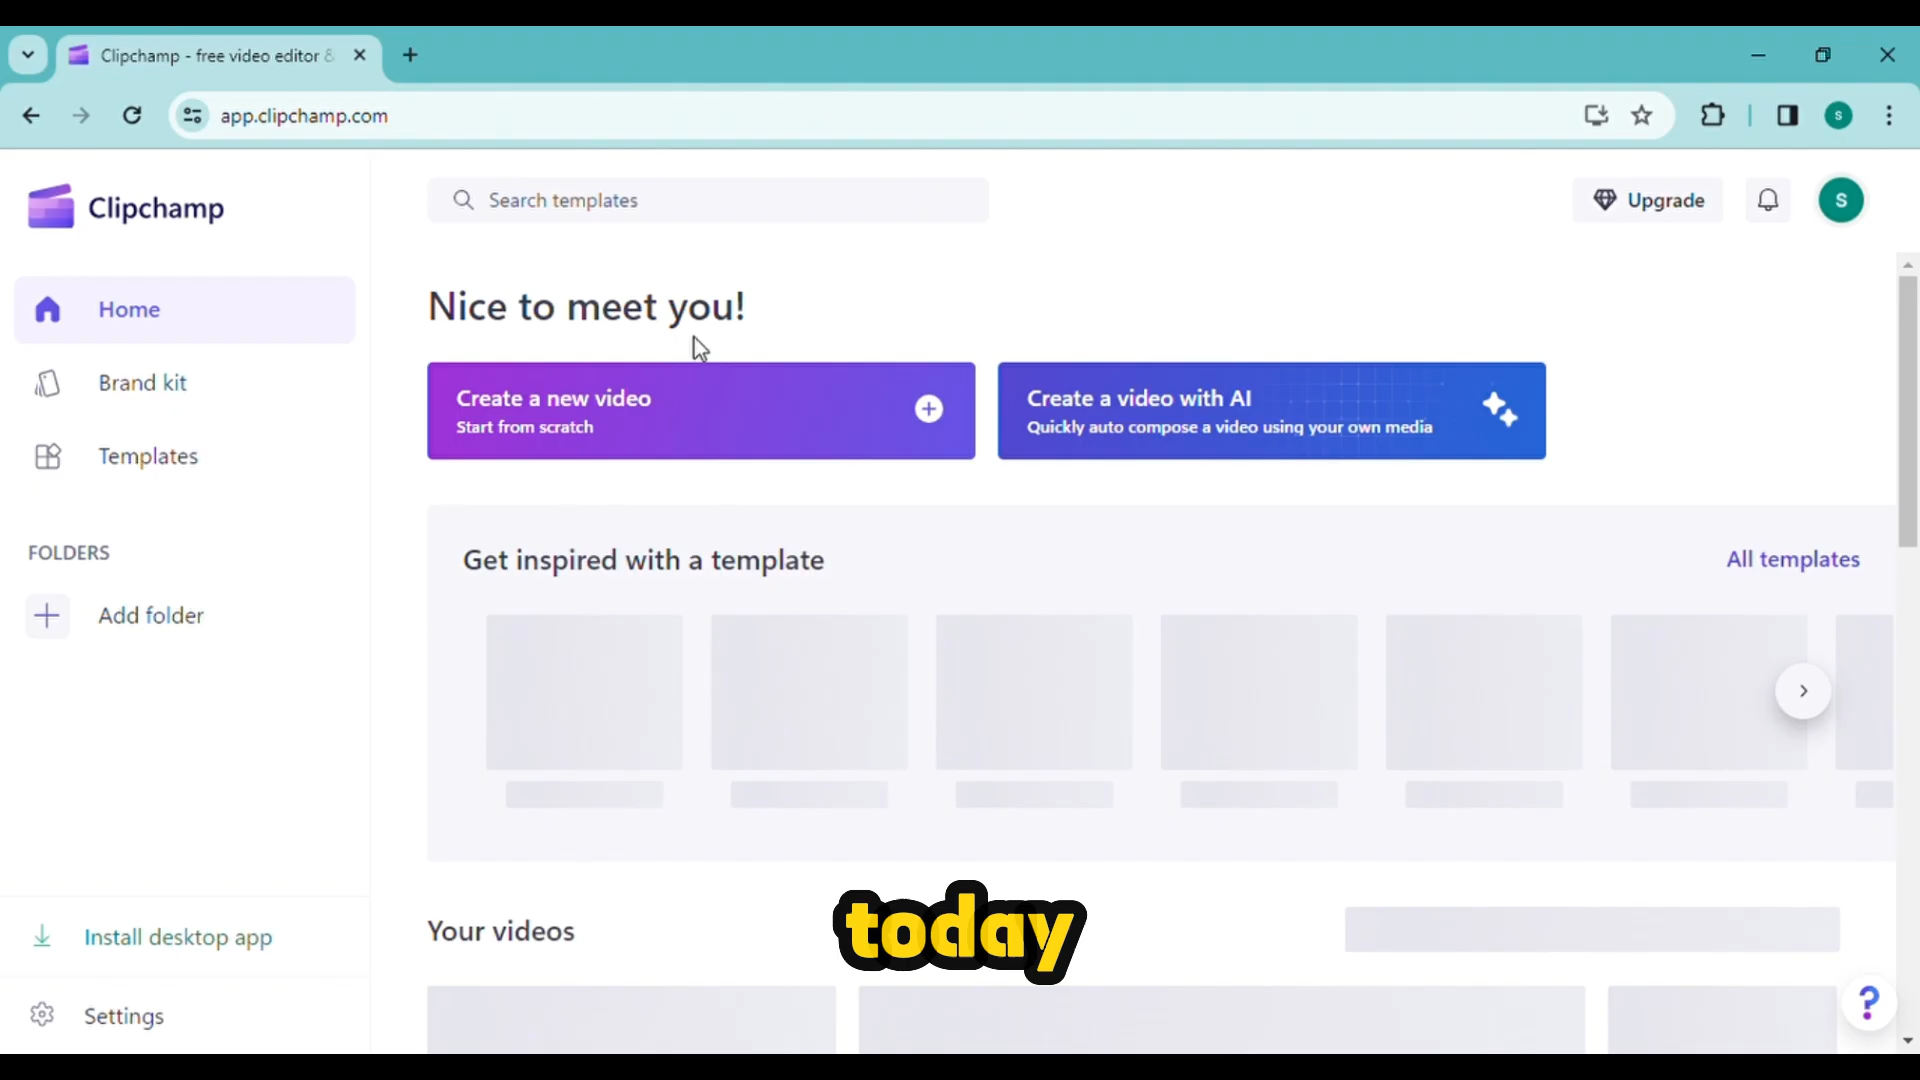 Clipchamp - free video editor &
app.clipchamp.com
S
Clipchamp
Search templates
Upgrade
S
Home
Brand kit
Templates
FOLDERS
Add folder
Install desktop app
Settings
Nice to meet you!
Create a new video
Start from scratch
Create a video with AI
Quickly auto compose a video using your own media
Get inspired with a template
All templates
Your videos
today
?